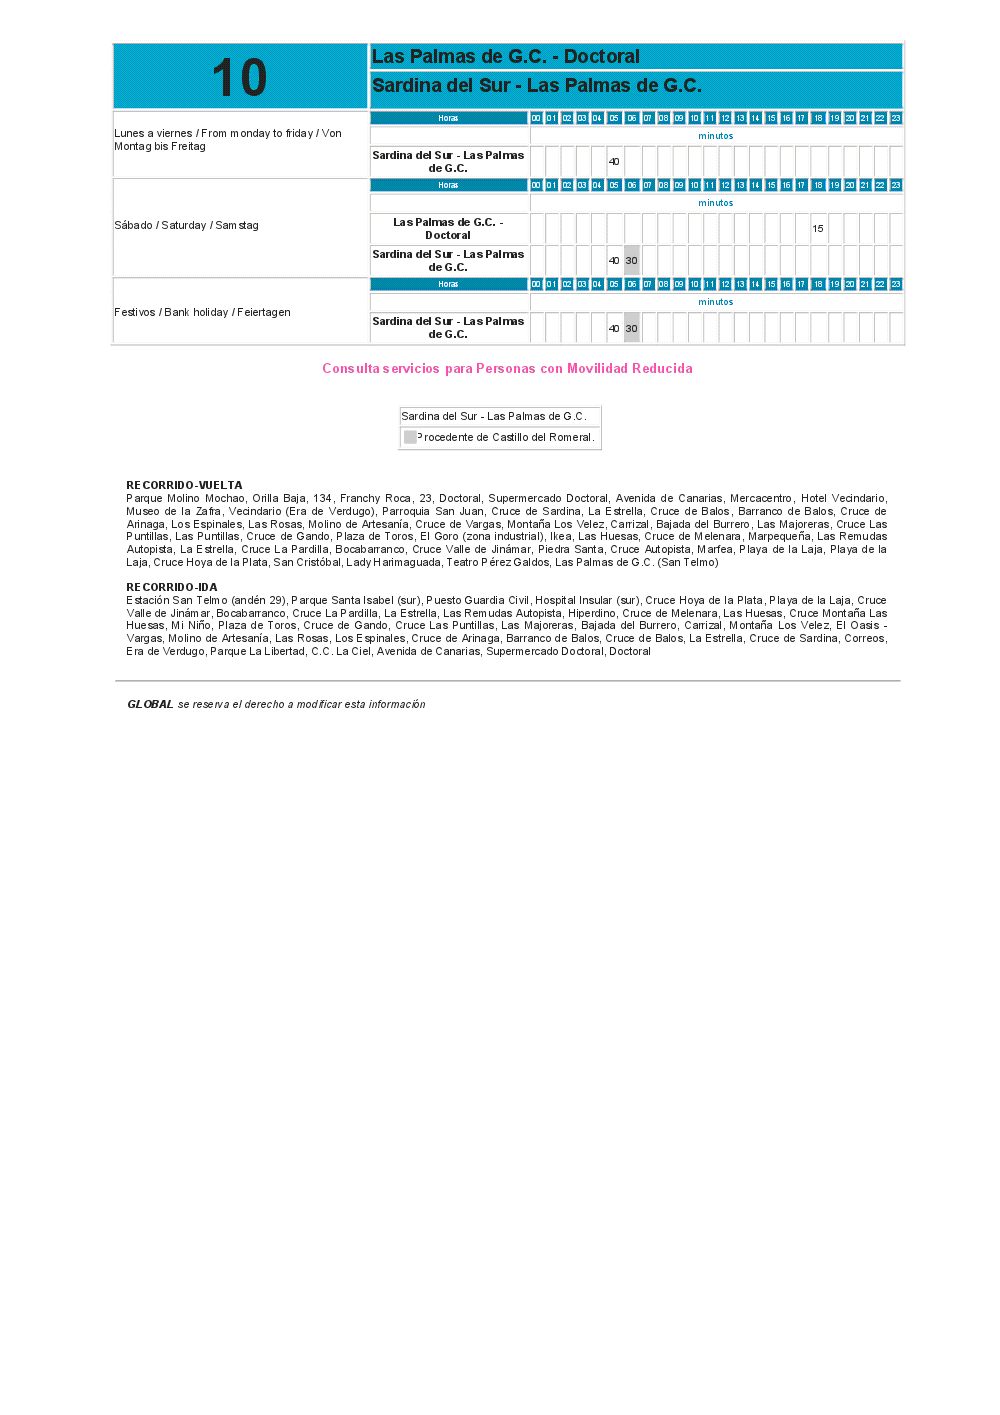 10
Las Palmas de G.C. - Doctoral
Sardina del Sur - Las Palmas de G.C.
Lunes a viernes / From monday to friday / Von
Montag bis Freitag
Horas 00 01 02 03 04 05 06 07 08 09 10 11 12 13 14 15 16 17 18 19 20 21 22 23
minutos
Sardina del Sur - Las Palmas
de G.C.
40
Sábado / Saturday / Samstag
Horas 00 01 02 03 04 05 06 07 08 09 10 11 12 13 14 15 16 17 18 19 20 21 22 23
minutos
Las Palmas de G.C. -
Doctoral
15
Sardina del Sur - Las Palmas
de G.C.
40 30
Festivos / Bank holiday / Feiertagen
Horas 00 01 02 03 04 05 06 07 08 09 10 11 12 13 14 15 16 17 18 19 20 21 22 23
minutos
Sardina del Sur - Las Palmas
de G.C.
40 30
Consulta servicios para Personas con Movilidad Reducida
Sardina del Sur - Las Palmas de G.C.
Procedente de Castillo del Romeral.
RECORRIDO-VUELTA
Parque Molino Mochao, Orilla Baja, 134, Franchy Roca, 23, Doctoral, Supermercado Doctoral, Avenida de Canarias, Mercacentro, Hotel Vecindario,
Museo de la Zafra, Vecindario (Era de Verdugo), Parroquia San Juan, Cruce de Sardina, La Estrella, Cruce de Balos, Barranco de Balos, Cruce de
Arinaga, Los Espinales, Las Rosas, Molino de Artesanía, Cruce de Vargas, Montaña Los Velez, Carrizal, Bajada del Burrero, Las Majoreras, Cruce Las
Puntillas, Las Puntillas, Cruce de Gando, Plaza de Toros, El Goro (zona industrial), Ikea, Las Huesas, Cruce de Melenara, Marpequeña, Las Remudas
Autopista, La Estrella, Cruce La Pardilla, Bocabarranco, Cruce Valle de Jinámar, Piedra Santa, Cruce Autopista, Marfea, Playa de la Laja, Playa de la
Laja, Cruce Hoya de la Plata, San Cristóbal, Lady Harimaguada, Teatro Pérez Galdos, Las Palmas de G.C. (San Telmo)
RECORRIDO-IDA
Estación San Telmo (andén 29), Parque Santa Isabel (sur), Puesto Guardia Civil, Hospital Insular (sur), Cruce Hoya de la Plata, Playa de la Laja, Cruce
Valle de Jinámar, Bocabarranco, Cruce La Pardilla, La Estrella, Las Remudas Autopista, Hiperdino, Cruce de Melenara, Las Huesas, Cruce Montaña Las
Huesas, Mi Niño, Plaza de Toros, Cruce de Gando, Cruce Las Puntillas, Las Majoreras, Bajada del Burrero, Carrizal, Montaña Los Velez, El Oasis -
Vargas, Molino de Artesanía, Las Rosas, Los Espinales, Cruce de Arinaga, Barranco de Balos, Cruce de Balos, La Estrella, Cruce de Sardina, Correos,
Era de Verdugo, Parque La Libertad, C.C. La Ciel, Avenida de Canarias, Supermercado Doctoral, Doctoral
GLOBAL se reserva el derecho a modificar esta información